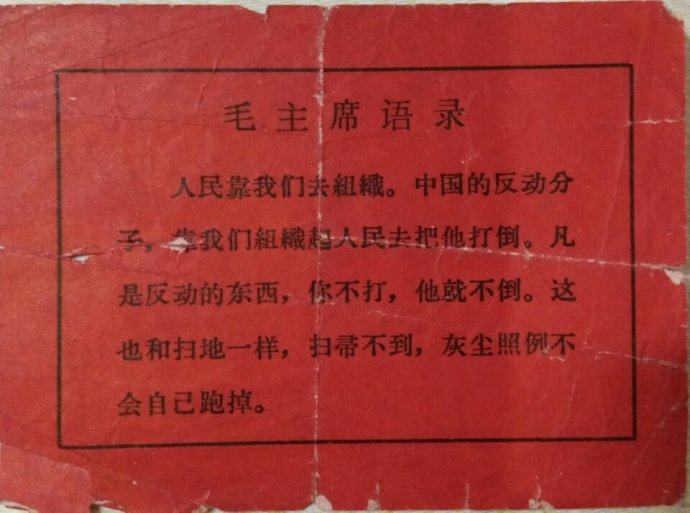 毛主席语录
人民靠我们去組織。中国的反动分
子，靠我们組織起人民去把他打倒。凡
是反动的东西，你不打，他就不倒。这
也和扫地一样，扫帚不到，灰尘照例不
会自己跑掉。